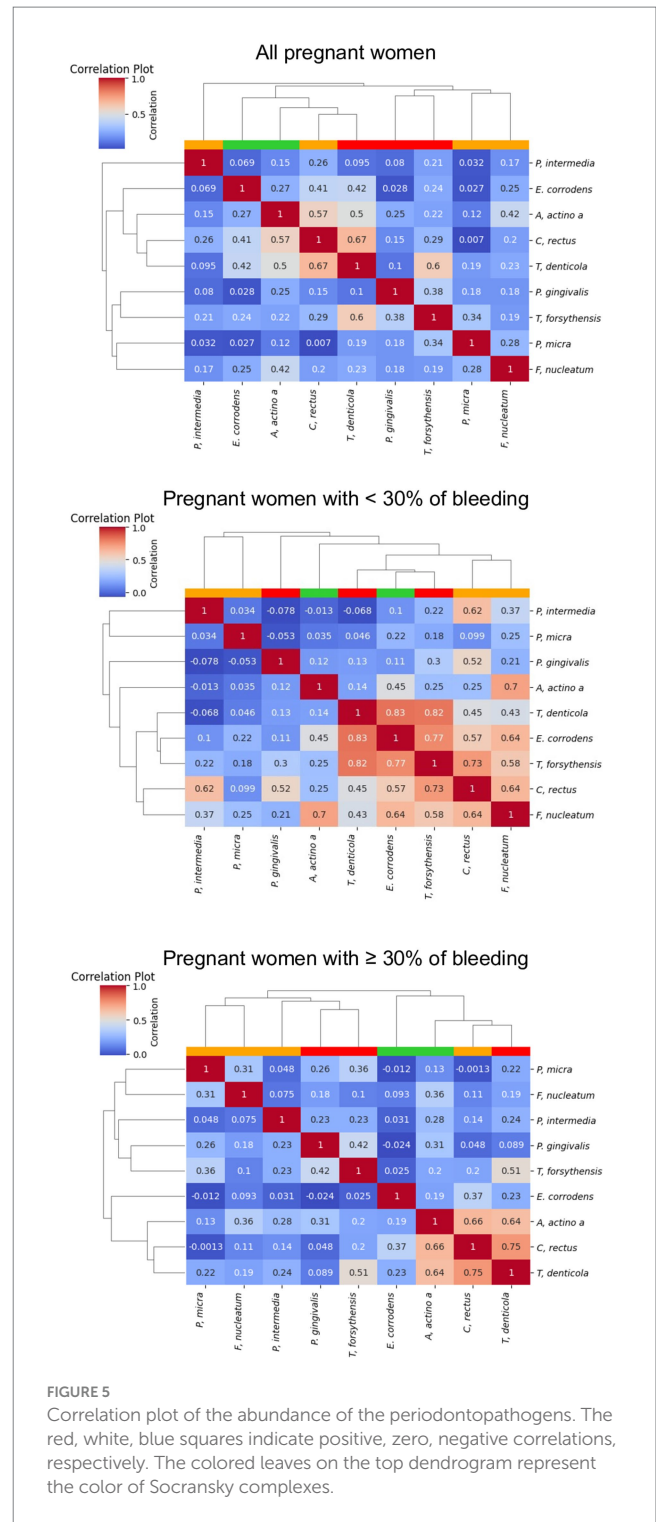 All pregnant women
Correlation Plot
1.0
0.5
0.0
Correlation
1 0.069 0.15 0.26 0.095 0.08 0.21 0.032 0.17 P, intermedia
0.069 1 0.27 0.41 0.42 0.028 0.24 0.027 0.25 E. corrodens
0.15 0.27 1 0.57 0.5 0.25 0.22 0.12 0.42 A, actino a
0.26 0.41 0.57 1 0.67 0.15 0.29 0.007 0.2 C, rectus
0.095 0.42 0.5 0.67 1 0.1 0.6 0.19 0.23 T, denticola
0.08 0.028 0.25 0.15 0.1 1 0.38 0.18 0.18 P. gingivalis
0.21 0.24 0.22 0.29 0.6 0.38 1 0.34 0.19 T, forsythensis
0.032 0.027 0.12 0.007 0.19 0.18 0.34 1 0.28 P, micra
0.17 0.25 0.42 0.2 0.23 0.18 0.19 0.28 1 F, nucleatum
P, intermedia E. corrodens A, actino a C, rectus T, denticola P. gingivalis T, forsythensis P, micra F, nucleatum
Pregnant women with < 30% of bleeding
Correlation Plot
1.0
0.5
0.0
Correlation
1 0.034 -0.078 -0.013 -0.068 0.1 0.22 0.62 0.37 P, intermedia
0.034 1 -0.053 0.035 0.046 0.22 0.18 0.099 0.25 P, micra
-0.078 -0.053 1 0.12 0.13 0.11 0.3 0.52 0.21 P. gingivalis
-0.013 0.035 0.12 1 0.14 0.45 0.25 0.25 0.7 A, actino a
-0.068 0.046 0.13 0.14 1 0.83 0.82 0.45 0.43 T, denticola
0.1 0.22 0.11 0.45 0.83 1 0.77 0.57 0.64 E. corrodens
0.22 0.18 0.3 0.25 0.82 0.77 1 0.73 0.58 T, forsythensis
0.62 0.099 0.52 0.25 0.45 0.57 0.73 1 0.64 C, rectus
0.37 0.25 0.21 0.7 0.43 0.64 0.58 0.64 1 F, nucleatum
P, intermedia P, micra P. gingivalis A, actino a T, denticola E. corrodens T, forsythensis C, rectus F, nucleatum
Pregnant women with ≥ 30% of bleeding
Correlation Plot
1.0
0.5
0.0
Correlation
1 0.31 0.048 0.26 0.36 -0.012 0.13 -0.0013 0.22 P, micra
0.31 1 0.075 0.18 0.1 0.093 0.36 0.11 0.19 F, nucleatum
0.048 0.075 1 0.23 0.23 0.031 0.28 0.14 0.24 P, intermedia
0.26 0.18 0.23 1 0.42 -0.024 0.31 0.048 0.089 P. gingivalis
0.36 0.1 0.23 0.42 1 0.025 0.2 0.2 0.51 T, forsythensis
-0.012 0.093 0.031 -0.024 0.025 1 0.19 0.37 0.23 E. corrodens
0.13 0.36 0.28 0.31 0.2 0.19 1 0.66 0.64 A, actino a
-0.0013 0.11 0.14 0.048 0.2 0.37 0.66 1 0.75 C, rectus
0.22 0.19 0.24 0.089 0.51 0.23 0.64 0.75 1 T, denticola
P, micra F, nucleatum P, intermedia P. gingivalis T, forsythensis E. corrodens A, actino a C, rectus T, denticola
FIGURE 5
Correlation plot of the abundance of the periodontopathogens. The
red, white, blue squares indicate positive, zero, negative correlations,
respectively. The colored leaves on the top dendrogram represent
the color of Socransky complexes.